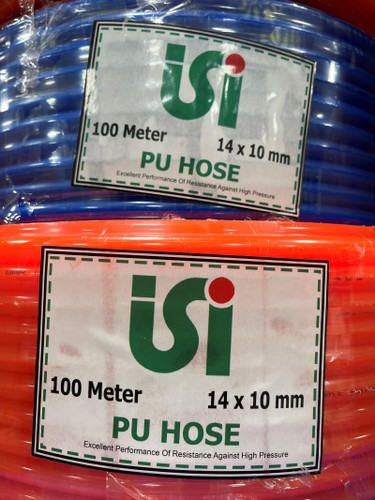 isi
100 Meter 14 x 10 mm
PU HOSE
Excellent Performance Of Resistance Against High Pressure
isi
100 Meter 14 x 10 mm
PU HOSE
Excellent Performance Of Resistance Against High Pressure